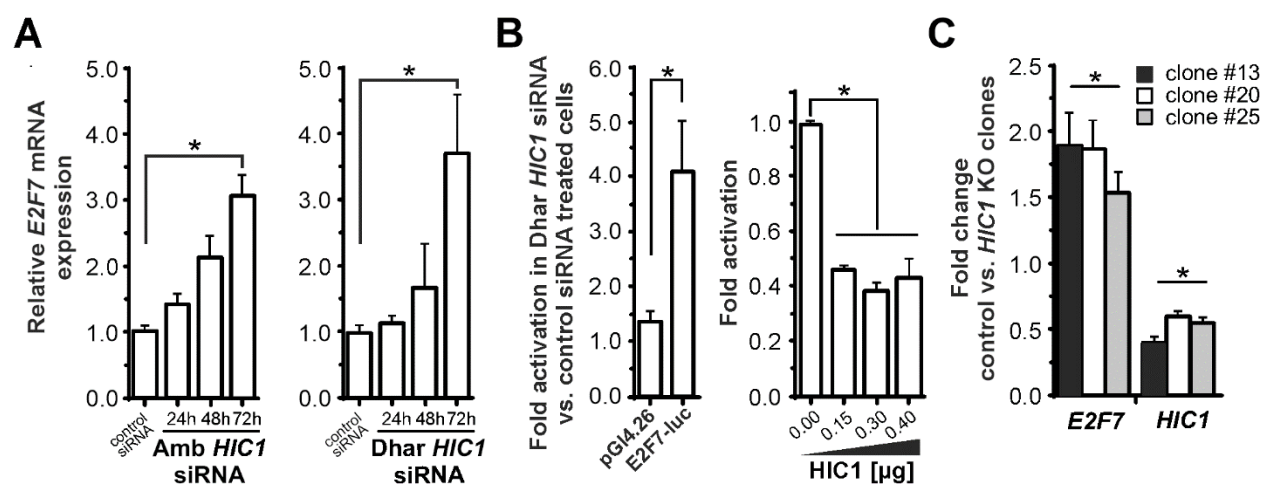 A
B
C
Relative E2F7 mRNA
expression
5.0
4.0
3.0
2.0
1.0
0.0
*
control
siRNA
24h 48h 72h
Amb HIC1
siRNA
5.0
4.0
3.0
2.0
1.0
0.0
*
control
siRNA
24h 48h 72h
Dhar HIC1
siRNA
Fold activation in Dhar HIC1 siRNA
vs. control siRNA treated cells
6.0
5.0
4.0
3.0
2.0
1.0
0.0
*
pGl4.26
E2F7-luc
Fold activation
1.0
0.8
0.6
0.4
0.2
0.0
*
0.00
0.15
0.30
0.40
HIC1 [µg]
Fold change
control vs. HIC1 KO clones
2.5
2.0
1.5
1.0
0.5
0.0
*
*
clone #13
clone #20
clone #25
E2F7 HIC1